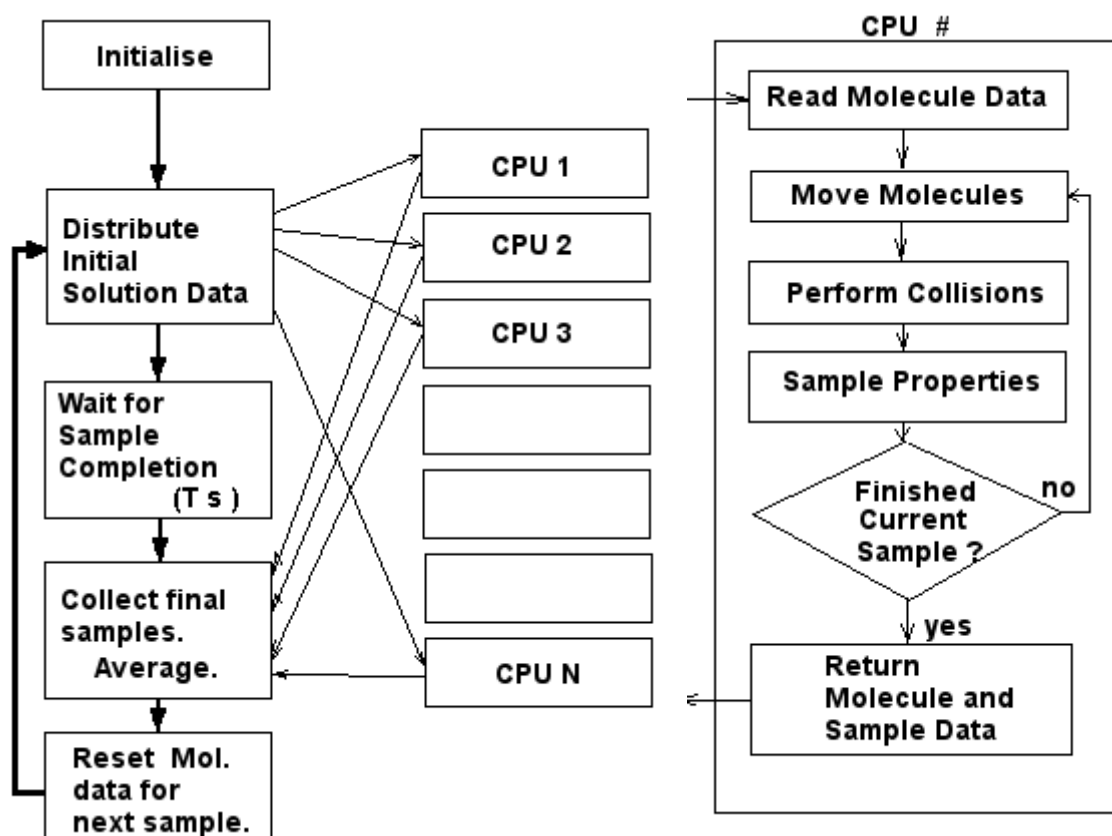 Initialise
Distribute
Initial
Solution Data
Wait for
Sample
Completion
(T s )
Collect final
samples.
Average.
Reset Mol.
data for
next sample.
CPU 1
CPU 2
CPU 3
CPU N
CPU #
Read Molecule Data
Move Molecules
Perform Collisions
Sample Properties
Finished
Current
Sample ?
no
yes
Return
Molecule and
Sample Data